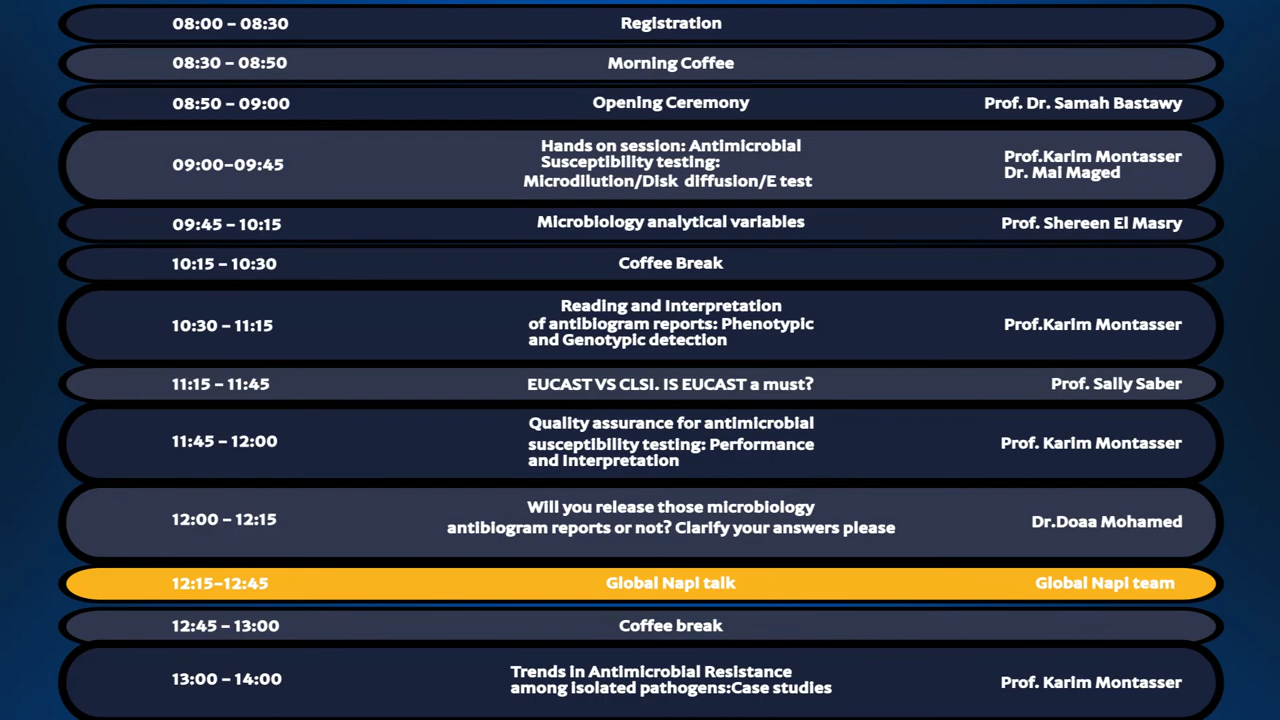 08:00 – 08:30 Registration
08:30 – 08:50 Morning Coffee
08:50 – 09:00 Opening Ceremony Prof. Dr. Samah Bastawy
09:00–09:45
Hands on session: Antimicrobial
Susceptibility testing:
Microdilution/Disk diffusion/E test
Prof.Karim Montasser
Dr. Mai Maged
09:45 – 10:15 Microbiology analytical variables Prof. Shereen El Masry
10:15 – 10:30 Coffee Break
10:30 – 11:15
Reading and Interpretation
of antibiogram reports: Phenotypic
and Genotypic detection
Prof.Karim Montasser
11:15 – 11:45 EUCAST VS CLSI. IS EUCAST a must? Prof. Sally Saber
11:45 – 12:00
Quality assurance for antimicrobial
susceptibility testing: Performance
and Interpretation
Prof. Karim Montasser
12:00 – 12:15
Will you release those microbiology
antibiogram reports or not? Clarify your answers please
Dr.Doaa Mohamed
12:15–12:45 Global Napi talk Global Napi team
12:45 – 13:00 Coffee break
13:00 – 14:00
Trends in Antimicrobial Resistance
among isolated pathogens:Case studies
Prof. Karim Montasser